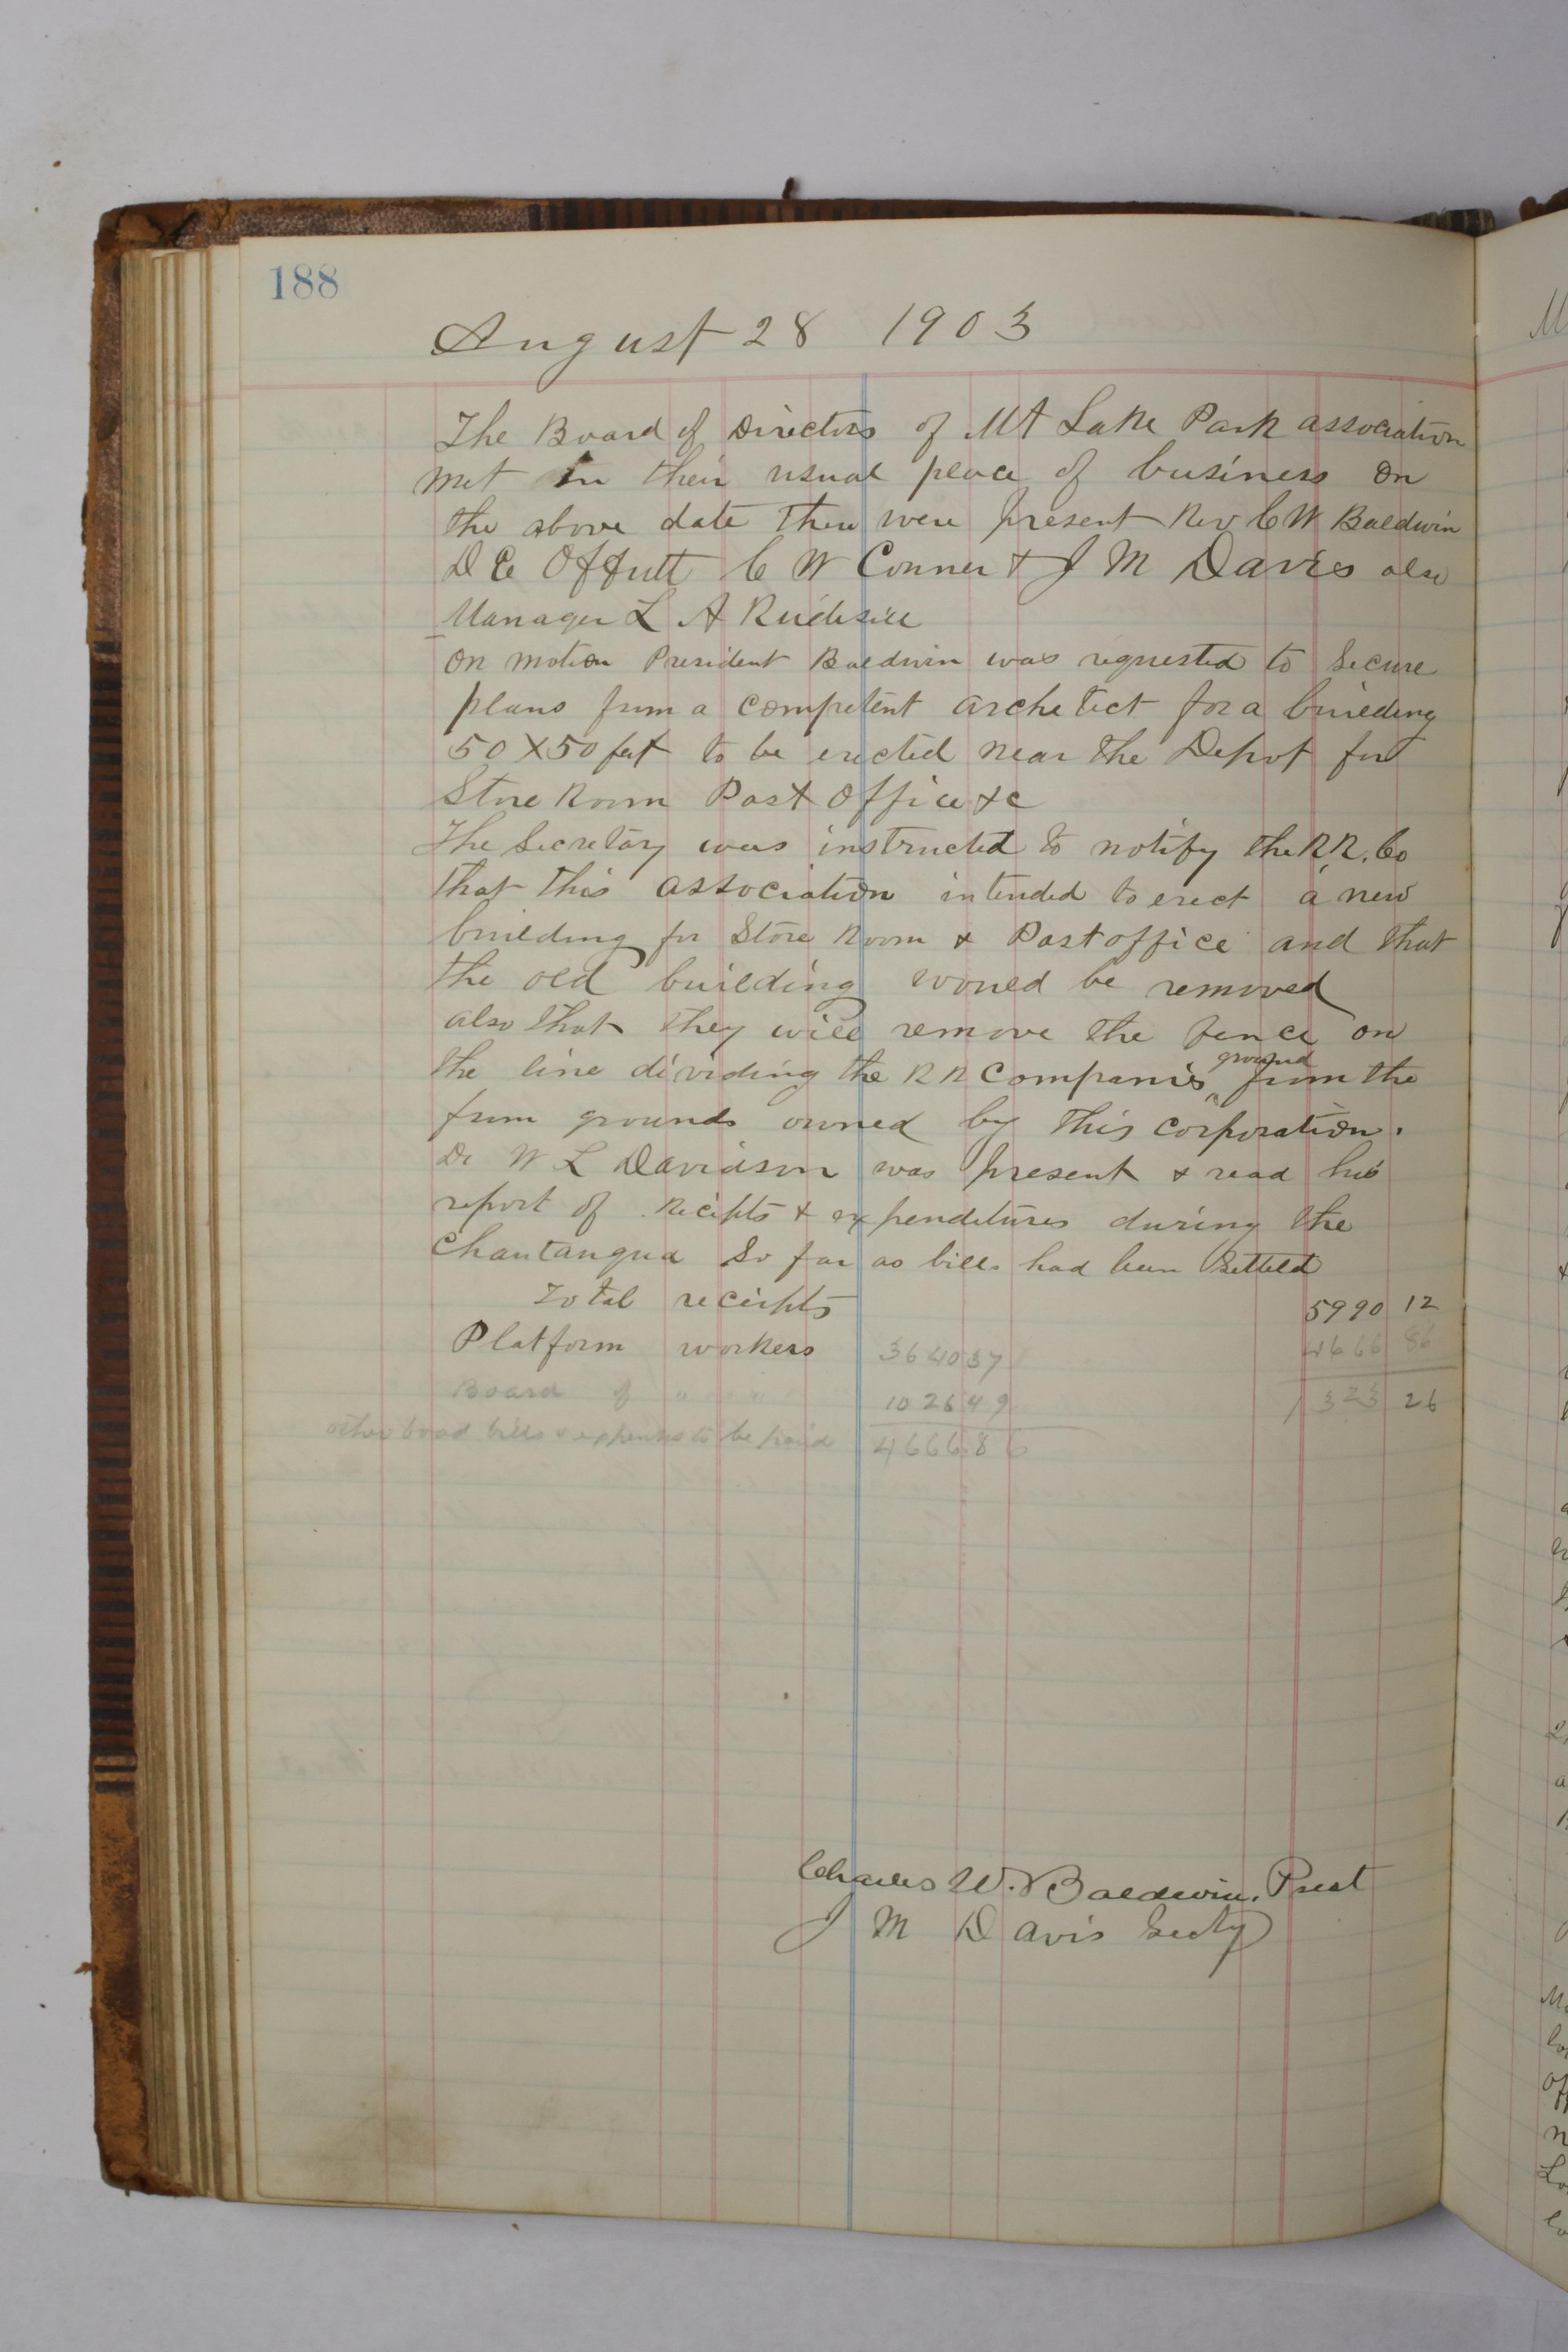 188
August 28 1903
The Board of Directors of Mt Lake Park association
met in their usual place of business on
the above date There were present Rev C W Baldwin
D E Offutt C W Conner & J M Davis also
Manager L A Rudisill
On motion President Baldwin was requested to secure
plans from a competent archetect for a building
50 X 50 feet to be erected near the Depot for
Store Room Post Office &c
The Secretary was instructed to notify the R.R. Co
that this association intended to erect a new
building for Store Room & Postoffice and that
the old building would be removed
also that they will remove the fence on
the line dividing the R R Companies ground from the
from grounds owned by this corporation.
Dr W L Davidson was present & read his
report of Reciepts & expenditures during the
Chautauqua So far as bills had been Setteld
Total reciepts 5990 12
Platform workers 3640 37 4666 86
Board of " " 1026 49 1323 26
other board bills & expenses to be paid 4666.86
Charles W. Baldwin, Prest
J M Davis Secty